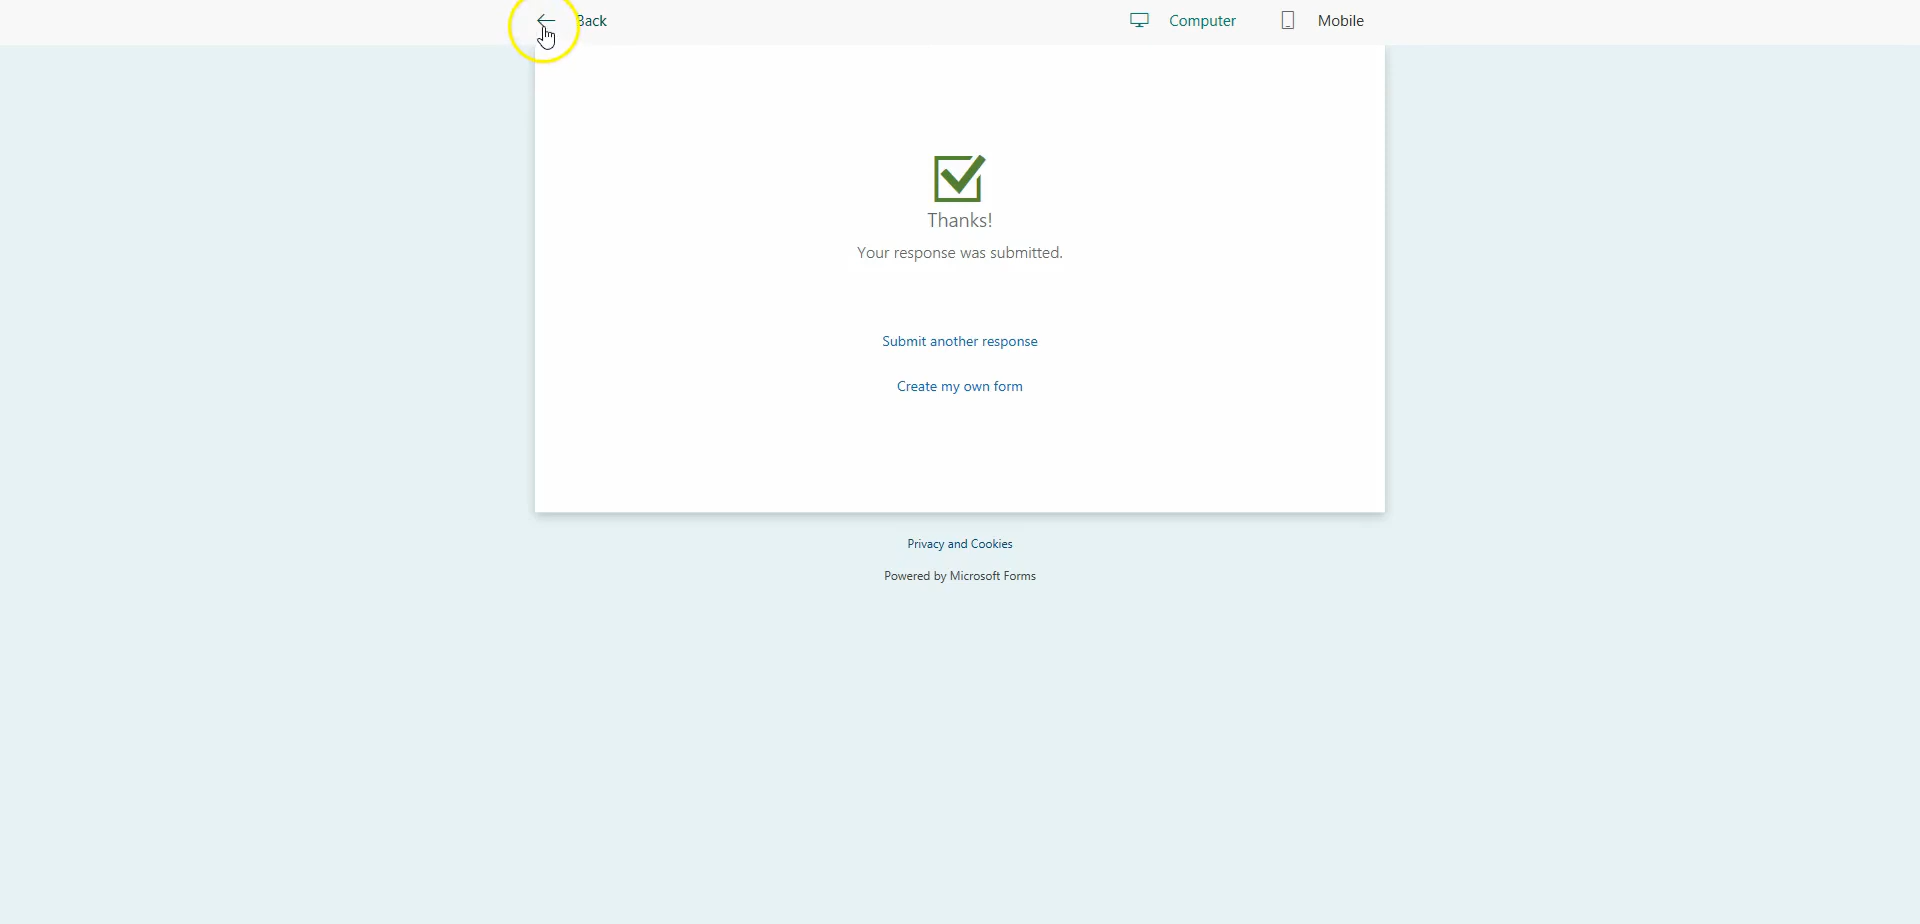 Back
Computer
Mobile
Thanks!
Your response was submitted.
Submit another response
Create my own form
Privacy and Cookies
Powered by Microsoft Forms